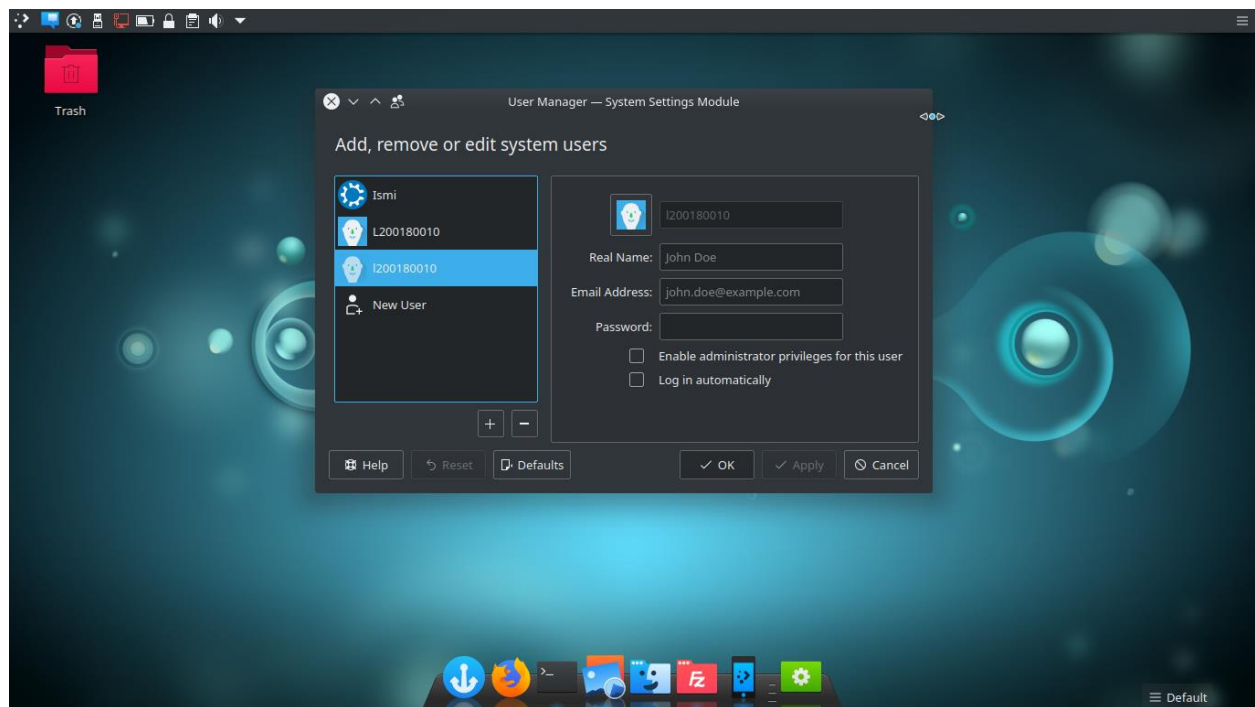 Trash
User Manager — System Settings Module
Add, remove or edit system users
Ismi
L200180010
l200180010
New User
l200180010
Real Name: John Doe
Email Address: john.doe@example.com
Password:
Enable administrator privileges for this user
Log in automatically
+ −
Help Reset Defaults OK Apply Cancel
>_
Fz
Default